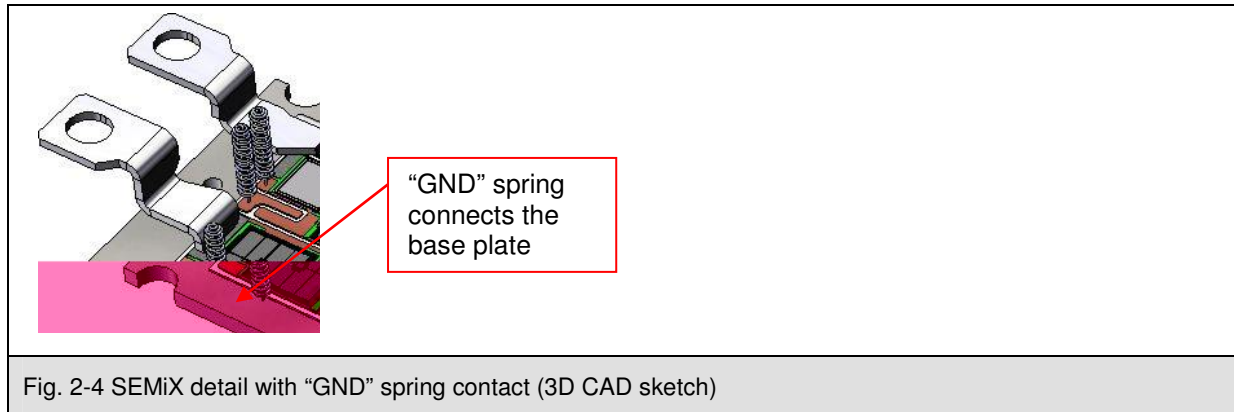 “GND” spring
connects the
base plate
Fig. 2-4 SEMiX detail with “GND” spring contact (3D CAD sketch)